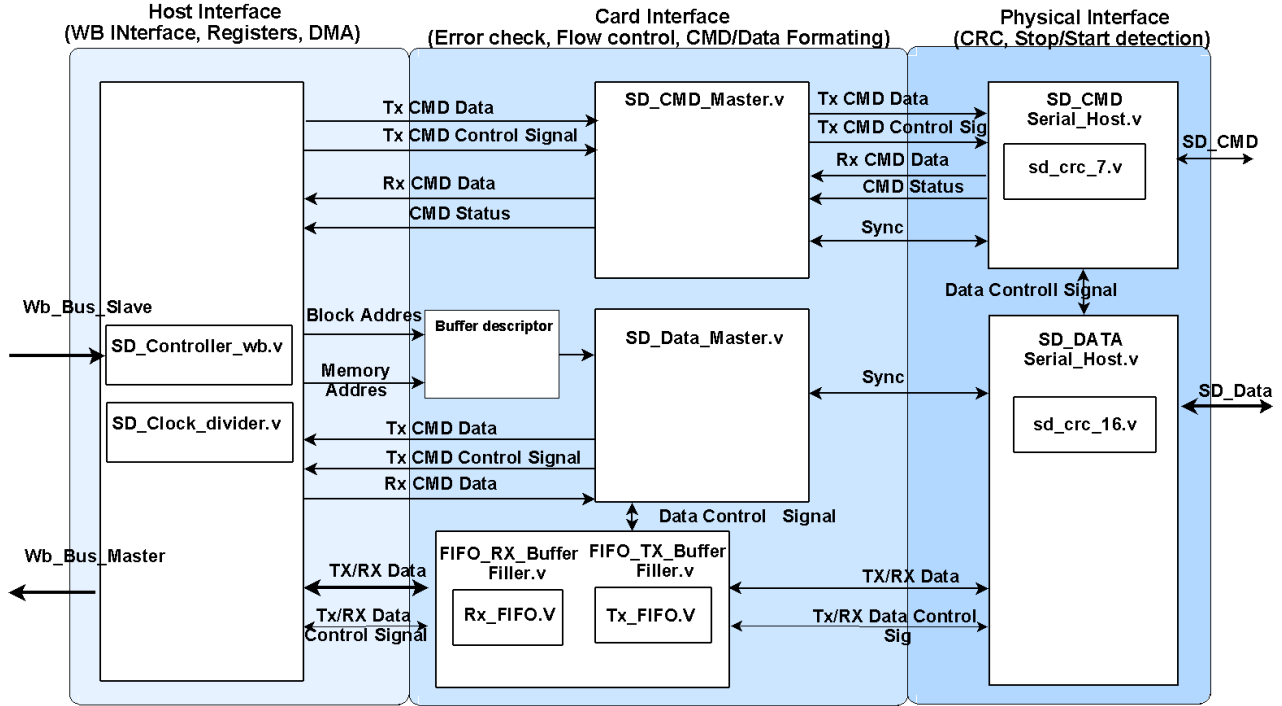 Host Interface
(WB INterface, Registers, DMA)
Card Interface
(Error check, Flow control, CMD/Data Formating)
Physical Interface
(CRC, Stop/Start detection)
Tx CMD Data
Tx CMD Control Signal
Rx CMD Data
CMD Status
SD_CMD_Master.v
Tx CMD Data
Tx CMD Control Sig
Rx CMD Data
CMD Status
Sync
SD_CMD
Serial_Host.v
sd_crc_7.v
SD_CMD
Data Controll Signal
Wb_Bus_Slave
SD_Controller_wb.v
SD_Clock_divider.v
Block Addres
Memory
Addres
Buffer descriptor
SD_Data_Master.v
Sync
SD_DATA
Serial_Host.v
sd_crc_16.v
SD_Data
Tx CMD Data
Tx CMD Control Signal
Rx CMD Data
Data Control Signal
Wb_Bus_Master
TX/RX Data
Tx/RX Data
Control Signal
FIFO_RX_Buffer
Filler.v
Rx_FIFO.V
FIFO_TX_Buffer
Filler.v
Tx_FIFO.V
TX/RX Data
Tx/RX Data Control
Sig